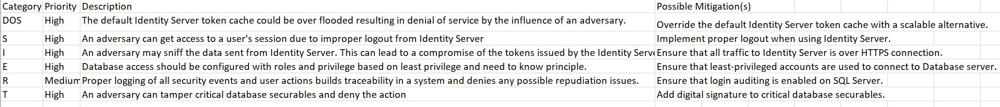 Category Priority Description Possible Mitigation(s)
DOS High The default Identity Server token cache could be over flooded resulting in denial of service by the influence of an adversary. Override the default Identity Server token cache with a scalable alternative.
S High An adversary can get access to a user's session due to improper logout from Identity Server Implement proper logout when using Identity Server.
I High An adversary may sniff the data sent from Identity Server. This can lead to a compromise of the tokens issued by the Identity Serve Ensure that all traffic to Identity Server is over HTTPS connection.
E High Database access should be configured with roles and privilege based on least privilege and need to know principle. Ensure that least-privileged accounts are used to connect to Database server.
R Medium Proper logging of all security events and user actions builds traceability in a system and denies any possible repudiation issues. Ensure that login auditing is enabled on SQL Server.
T High An adversary can tamper critical database securables and deny the action Add digital signature to critical database securables.